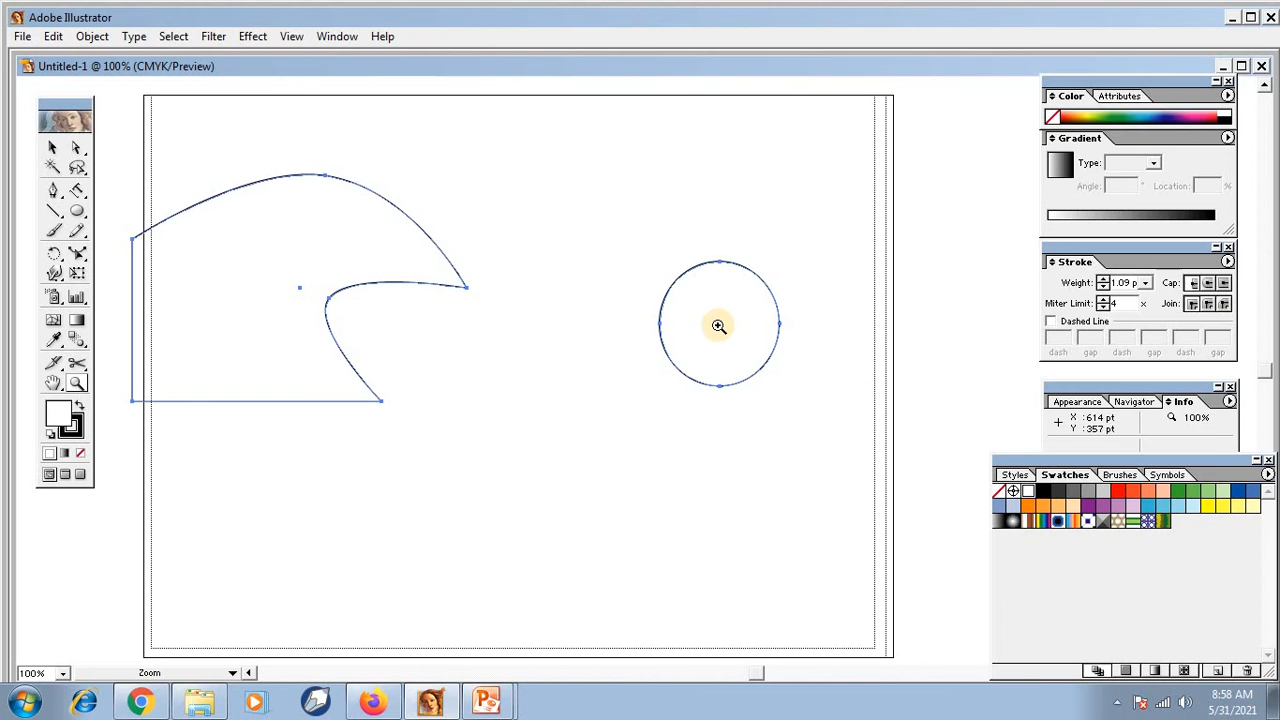 Adobe Illustrator
File Edit Object Type Select Filter Effect View Window Help
Untitled-1 @ 100% (CMYK/Preview)
Color Attributes
Gradient
Type:
Angle: ° Location: %
Stroke
Weight: 1.09 p Cap:
Miter Limit: 4 x Join:
Dashed Line
dash gap dash gap dash gap
Appearance Navigator Info
X :614 pt 100%
Y :357 pt
Styles Swatches Brushes Symbols
100% Zoom
8:58 AM
5/31/2021